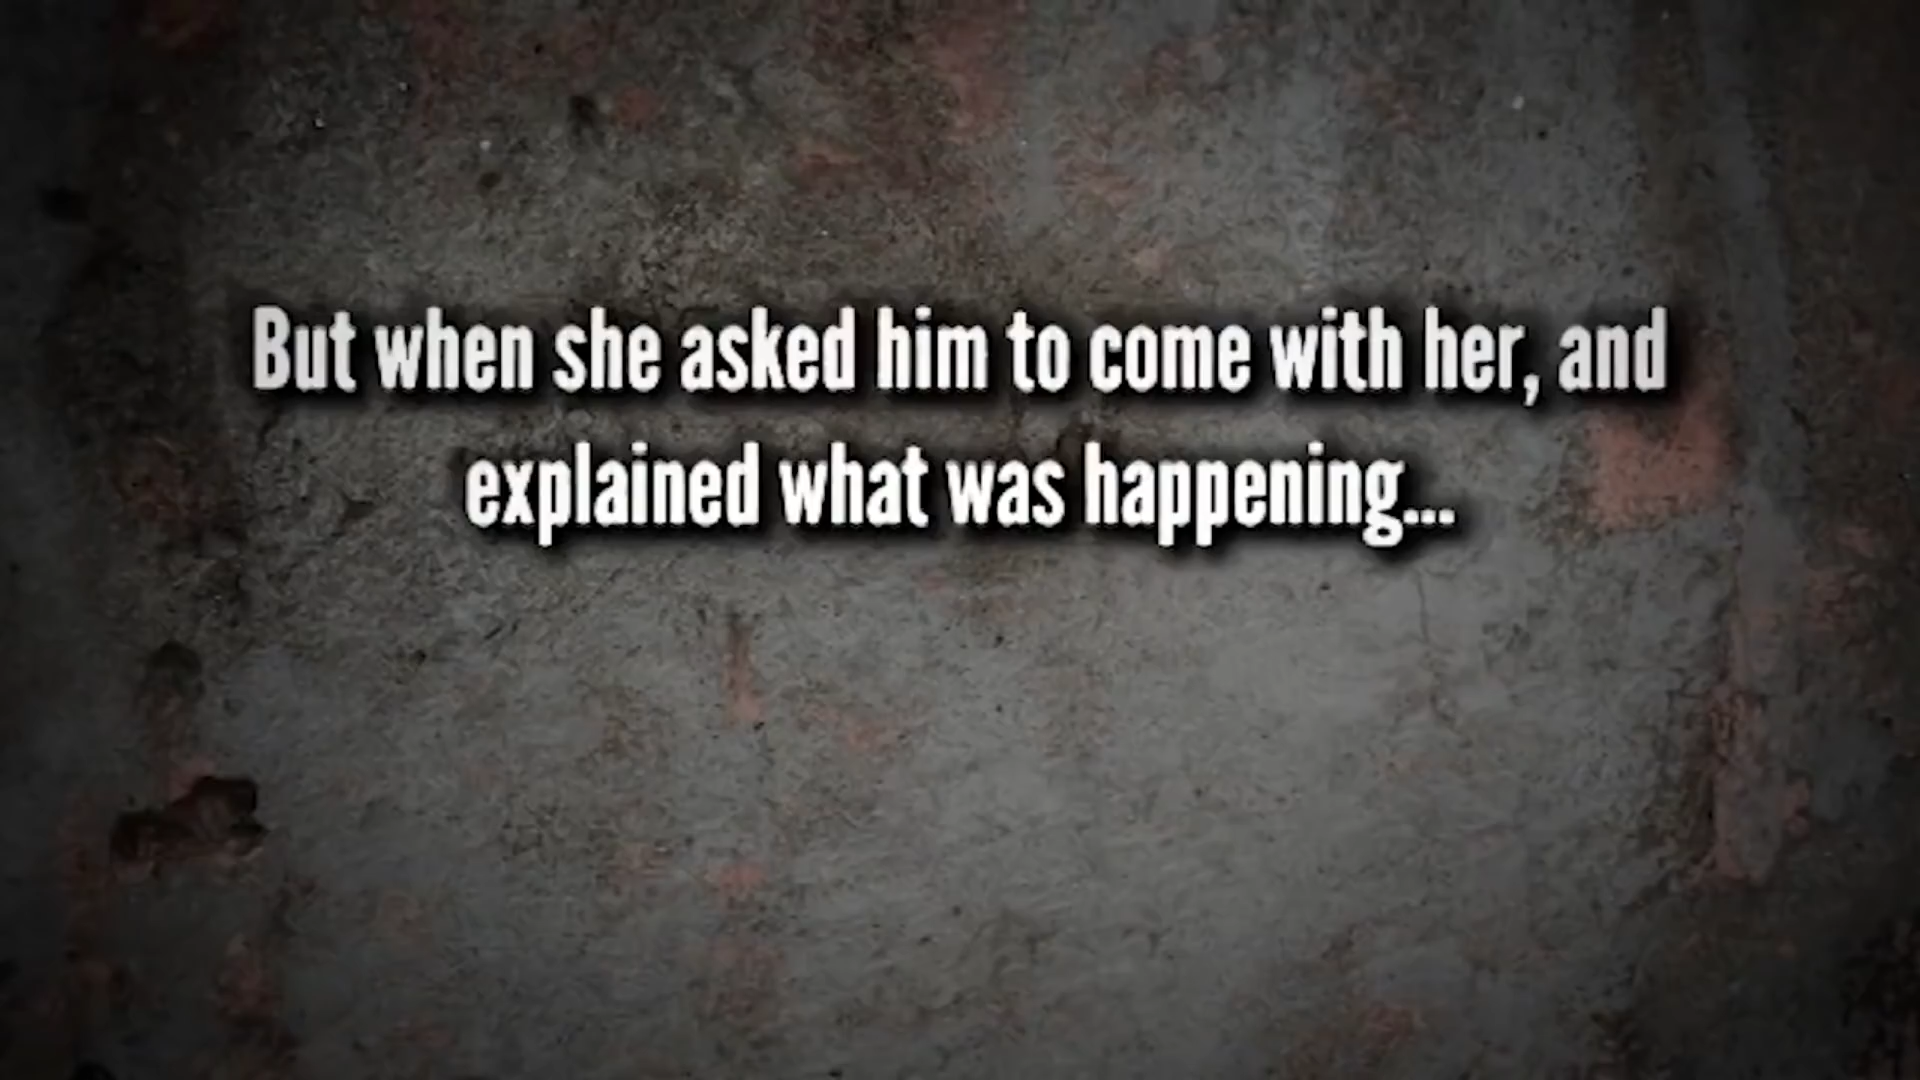 But when she asked him to come with her, and
explained what was happening...